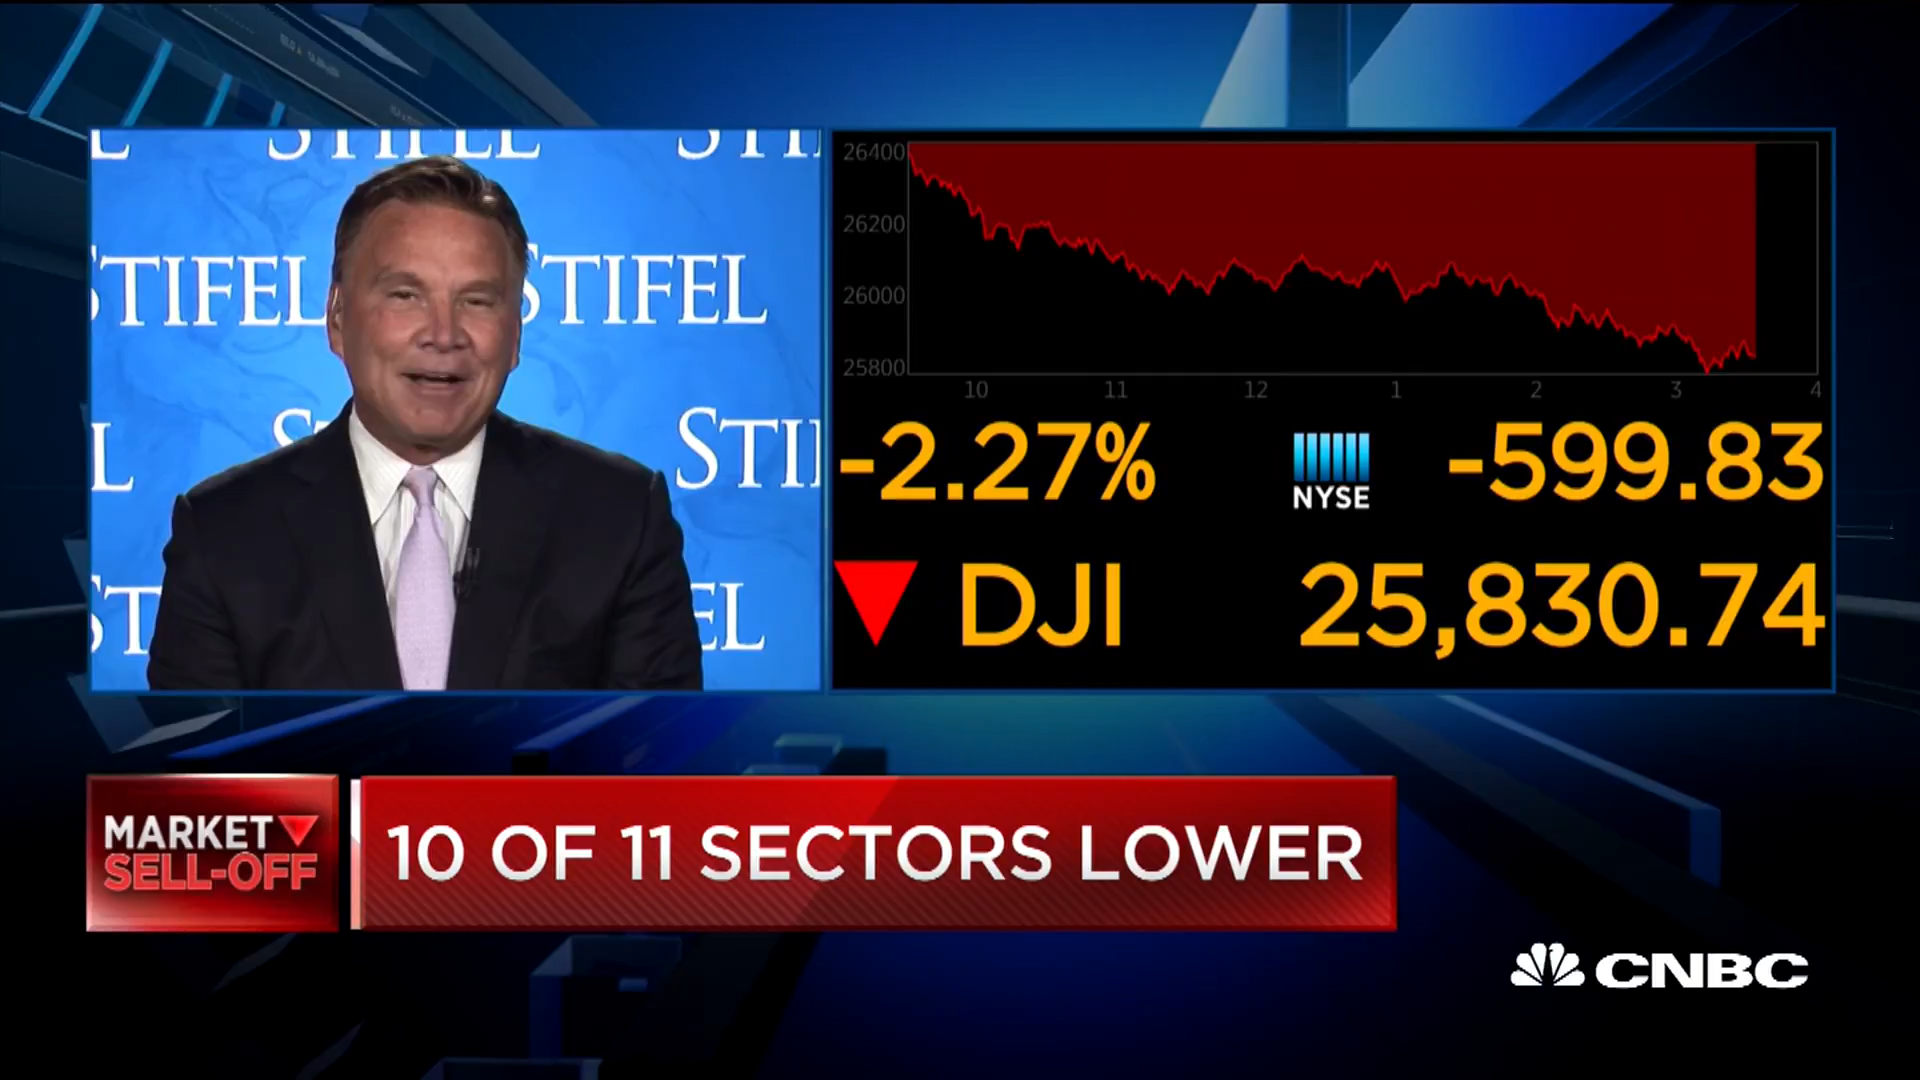 STIFEL
STIFEL
STIFEL
26400
26200
26000
25800
10 11 12 1 2 3 4
-2.27%
NYSE
-599.83
DJI
25,830.74
MARKET
SELL-OFF
10 OF 11 SECTORS LOWER
CNBC